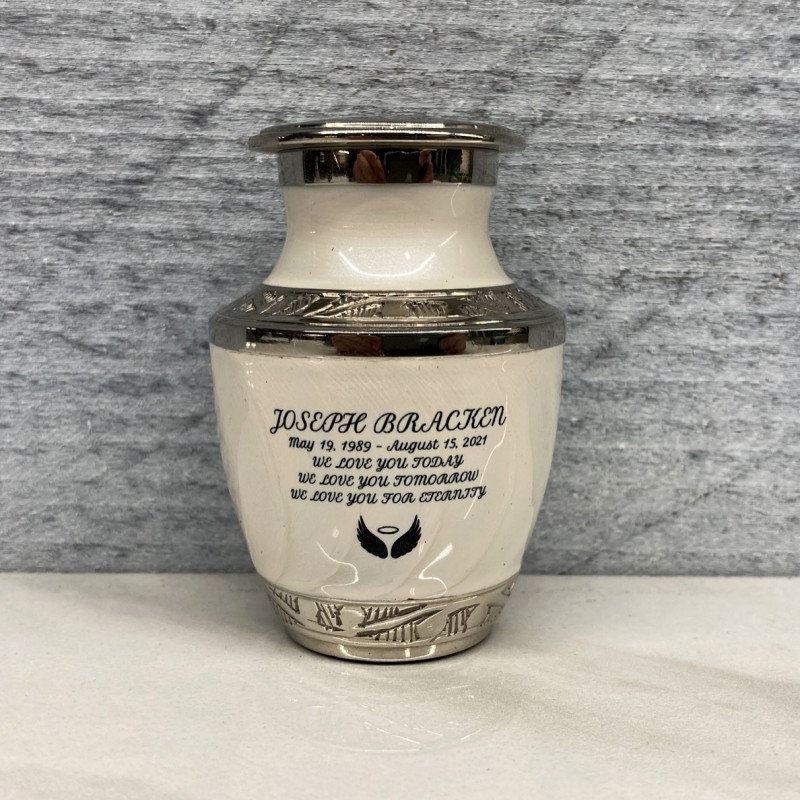 JOSEPH BRACKEN
May 19, 1989 - August 15, 2021
WE LOVE YOU TODAY
WE LOVE YOU TOMORROW
WE LOVE YOU FOR ETERNITY